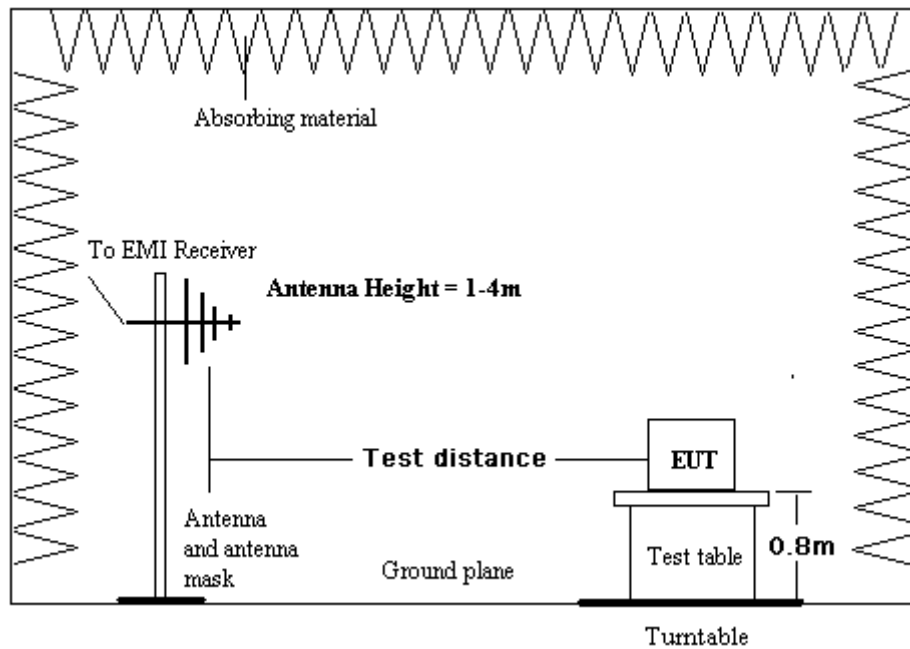 Absorbing material
To EMI Receiver
Antenna Height = 1-4m
Test distance
EUT
Antenna
and antenna
mask
Ground plane
Test table
0.8m
Turntable